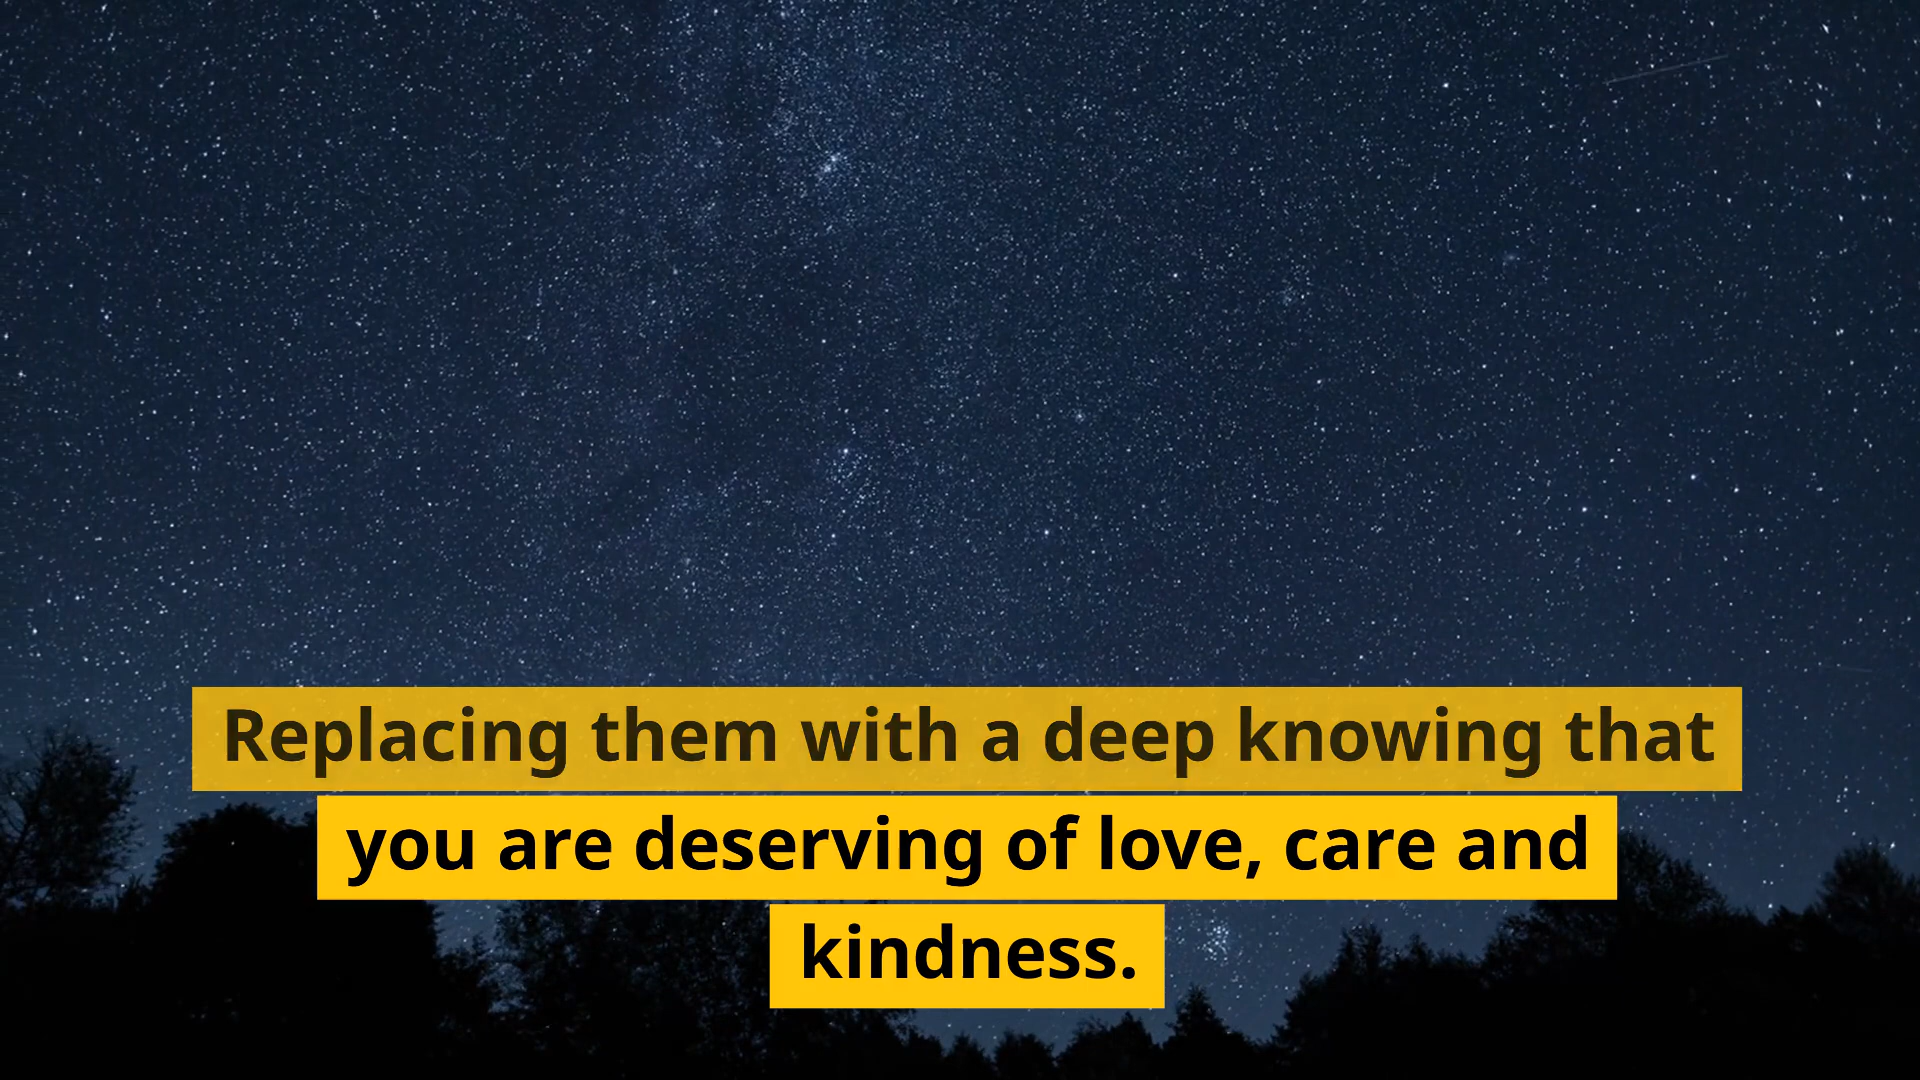 Replacing them with a deep knowing that
you are deserving of love, care and
kindness.